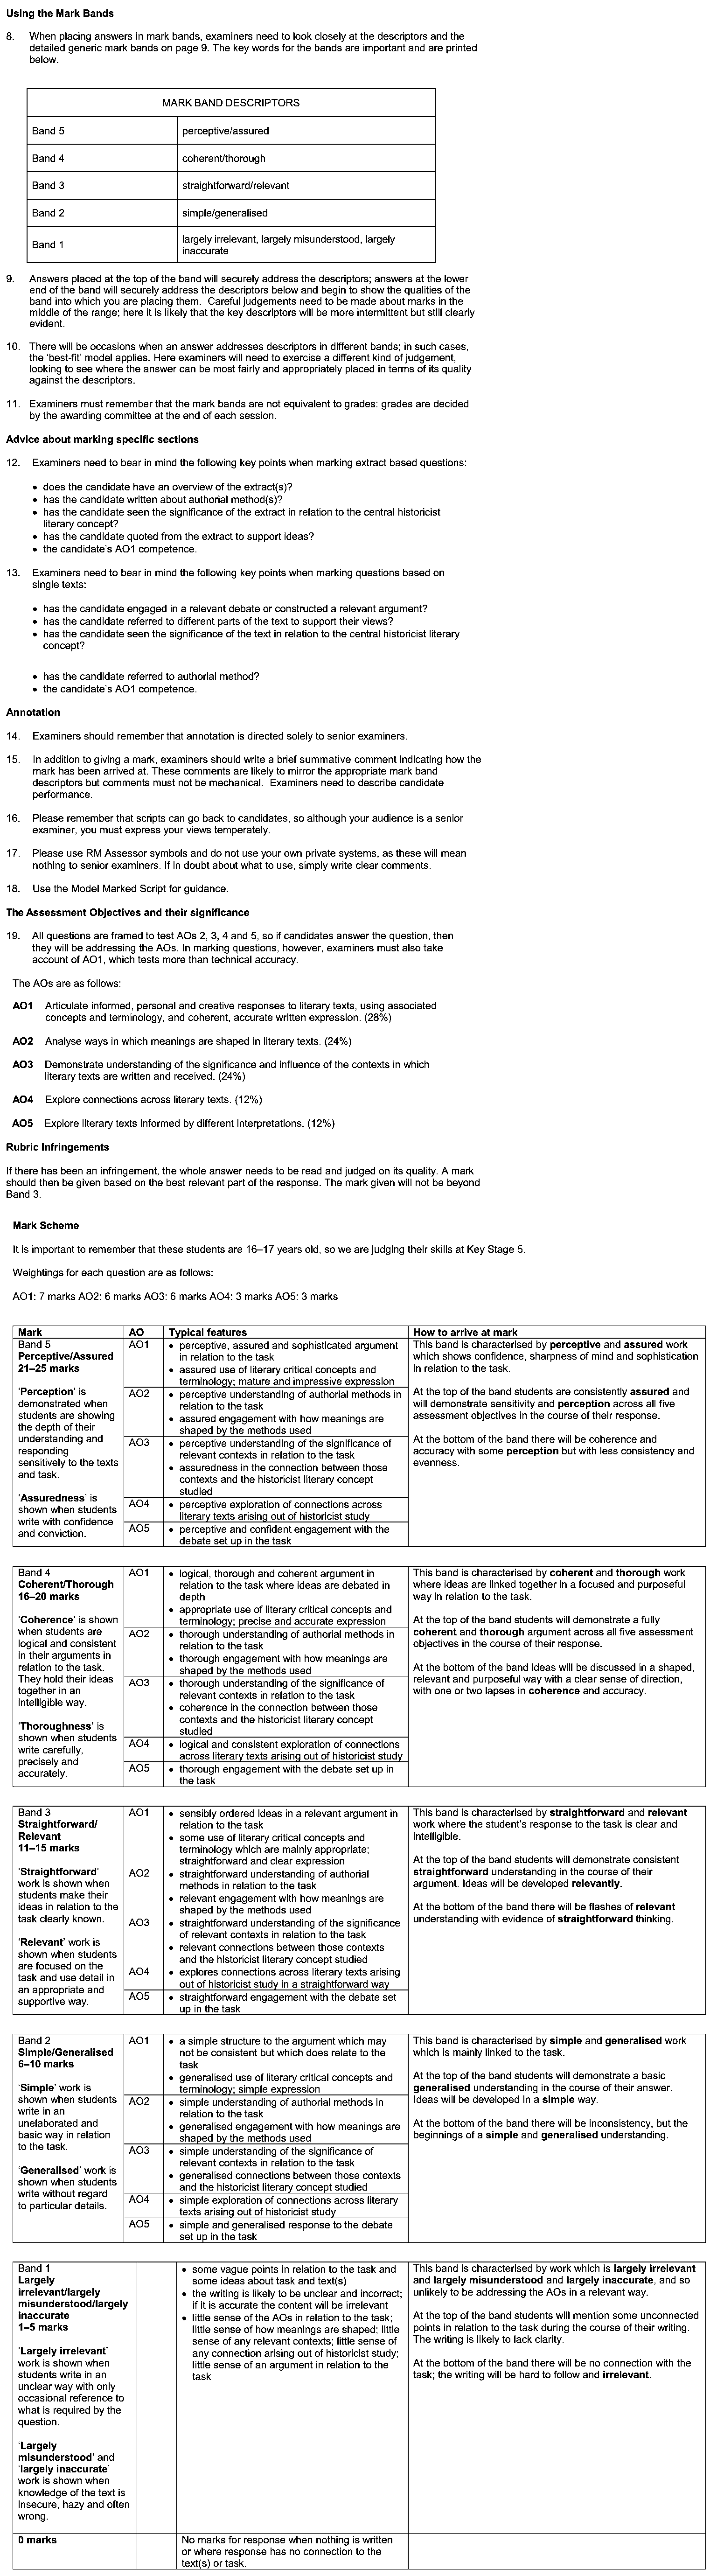 Using the Mark Bands
8. When placing answers in mark bands, examiners need to look closely at the descriptors and the
detailed generic mark bands on page 9. The key words for the bands are important and are printed
below.
MARK BAND DESCRIPTORS
Band 5 perceptive/assured
Band 4 coherent/thorough
Band 3 straightforward/relevant
Band 2 simple/generalised
Band 1 largely irrelevant, largely misunderstood, largely
inaccurate
9. Answers placed at the top of the band will securely address the descriptors; answers at the lower
end of the band will securely address the descriptors below and begin to show the qualities of the
band into which you are placing them. Careful judgements need to be made about marks in the
middle of the range; here it is likely that the key descriptors will be more intermittent but still clearly
evident.
10. There will be occasions when an answer addresses descriptors in different bands; in such cases,
the 'best-fit' model applies. Here examiners will need to exercise a different kind of judgement,
looking to see where the answer can be most fairly and appropriately placed in terms of its quality
against the descriptors.
11. Examiners must remember that the mark bands are not equivalent to grades: grades are decided
by the awarding committee at the end of each session.
Advice about marking specific sections
12. Examiners need to bear in mind the following key points when marking extract based questions:
• does the candidate have an overview of the extract(s)?
• has the candidate written about authorial method(s)?
• has the candidate seen the significance of the extract in relation to the central historicist
literary concept?
• has the candidate quoted from the extract to support ideas?
• the candidate's AO1 competence.
13. Examiners need to bear in mind the following key points when marking questions based on
single texts:
• has the candidate engaged in a relevant debate or constructed a relevant argument?
• has the candidate referred to different parts of the text to support their views?
• has the candidate seen the significance of the text in relation to the central historicist literary
concept?
• has the candidate referred to authorial method?
• the candidate's AO1 competence.
Annotation
14. Examiners should remember that annotation is directed solely to senior examiners.
15. In addition to giving a mark, examiners should write a brief summative comment indicating how the
mark has been arrived at. These comments are likely to mirror the appropriate mark band
descriptors but comments must not be mechanical. Examiners need to describe candidate
performance.
16. Please remember that scripts can go back to candidates, so although your audience is a senior
examiner, you must express your views temperately.
17. Please use RM Assessor symbols and do not use your own private systems, as these will mean
nothing to senior examiners. If in doubt about what to use, simply write clear comments.
18. Use the Model Marked Script for guidance.
The Assessment Objectives and their significance
19. All questions are framed to test AOs 2, 3, 4 and 5, so if candidates answer the question, then
they will be addressing the AOs. In marking questions, however, examiners must also take
account of AO1, which tests more than technical accuracy.
The AOs are as follows:
AO1 Articulate informed, personal and creative responses to literary texts, using associated
concepts and terminology, and coherent, accurate written expression. (28%)
AO2 Analyse ways in which meanings are shaped in literary texts. (24%)
AO3 Demonstrate understanding of the significance and influence of the contexts in which
literary texts are written and received. (24%)
AO4 Explore connections across literary texts. (12%)
AO5 Explore literary texts informed by different interpretations. (12%)
Rubric Infringements
If there has been an infringement, the whole answer needs to be read and judged on its quality. A mark
should then be given based on the best relevant part of the response. The mark given will not be beyond
Band 3.
Mark Scheme
It is important to remember that these students are 16–17 years old, so we are judging their skills at Key Stage 5.
Weightings for each question are as follows:
AO1: 7 marks AO2: 6 marks AO3: 6 marks AO4: 3 marks AO5: 3 marks
Mark AO Typical features How to arrive at mark
Band 5
Perceptive/Assured
21–25 marks
'Perception' is
demonstrated when
students are showing
the depth of their
understanding and
responding
sensitively to the texts
and task.
'Assuredness' is
shown when students
write with confidence
and conviction.
AO1
• perceptive, assured and sophisticated argument
in relation to the task
• assured use of literary critical concepts and
terminology; mature and impressive expression
AO2
• perceptive understanding of authorial methods in
relation to the task
• assured engagement with how meanings are
shaped by the methods used
AO3
• perceptive understanding of the significance of
relevant contexts in relation to the task
• assuredness in the connection between those
contexts and the historicist literary concept
studied
AO4
• perceptive exploration of connections across
literary texts arising out of historicist study
AO5
• perceptive and confident engagement with the
debate set up in the task
This band is characterised by perceptive and assured work
which shows confidence, sharpness of mind and sophistication
in relation to the task.
At the top of the band students are consistently assured and
will demonstrate sensitivity and perception across all five
assessment objectives in the course of their response.
At the bottom of the band there will be coherence and
accuracy with some perception but with less consistency and
evenness.
Band 4
Coherent/Thorough
16–20 marks
'Coherence' is shown
when students are
logical and consistent
in their arguments in
relation to the task.
They hold their ideas
together in an
intelligible way.
'Thoroughness' is
shown when students
write carefully,
precisely and
accurately.
AO1
• logical, thorough and coherent argument in
relation to the task where ideas are debated in
depth
• appropriate use of literary critical concepts and
terminology; precise and accurate expression
AO2
• thorough understanding of authorial methods in
relation to the task
• thorough engagement with how meanings are
shaped by the methods used
AO3
• thorough understanding of the significance of
relevant contexts in relation to the task
• coherence in the connection between those
contexts and the historicist literary concept
studied
AO4
• logical and consistent exploration of connections
across literary texts arising out of historicist study
AO5
• thorough engagement with the debate set up in
the task
This band is characterised by coherent and thorough work
where ideas are linked together in a focused and purposeful
way in relation to the task.
At the top of the band students will demonstrate a fully
coherent and thorough argument across all five assessment
objectives in the course of their response.
At the bottom of the band ideas will be discussed in a shaped,
relevant and purposeful way with a clear sense of direction,
with one or two lapses in coherence and accuracy.
Band 3
Straightforward/
Relevant
11–15 marks
'Straightforward'
work is shown when
students make their
ideas in relation to the
task clearly known.
'Relevant' work is
shown when students
are focused on the
task and use detail in
an appropriate and
supportive way.
AO1
• sensibly ordered ideas in a relevant argument in
relation to the task
• some use of literary critical concepts and
terminology which are mainly appropriate;
straightforward and clear expression
AO2
• straightforward understanding of authorial
methods in relation to the task
• relevant engagement with how meanings are
shaped by the methods used
AO3
• straightforward understanding of the significance
of relevant contexts in relation to the task
• relevant connections between those contexts
and the historicist literary concept studied
AO4
• explores connections across literary texts arising
out of historicist study in a straightforward way
AO5
• straightforward engagement with the debate set
up in the task
This band is characterised by straightforward and relevant
work where the student's response to the task is clear and
intelligible.
At the top of the band students will demonstrate consistent
straightforward understanding in the course of their
argument. Ideas will be developed relevantly.
At the bottom of the band there will be flashes of relevant
understanding with evidence of straightforward thinking.
Band 2
Simple/Generalised
6–10 marks
'Simple' work is
shown when students
write in an
unelaborated and
basic way in relation
to the task.
'Generalised' work is
shown when students
write without regard
to particular details.
AO1
• a simple structure to the argument which may
not be consistent but which does relate to the
task
• generalised use of literary critical concepts and
terminology; simple expression
AO2
• simple understanding of authorial methods in
relation to the task
• generalised engagement with how meanings are
shaped by the methods used
AO3
• simple understanding of the significance of
relevant contexts in relation to the task
• generalised connections between those contexts
and the historicist literary concept studied
AO4
• simple exploration of connections across literary
texts arising out of historicist study
AO5
• simple and generalised response to the debate
set up in the task
This band is characterised by simple and generalised work
which is mainly linked to the task.
At the top of the band students will demonstrate a basic
generalised understanding in the course of their answer.
Ideas will be developed in a simple way.
At the bottom of the band there will be inconsistency, but the
beginnings of a simple and generalised understanding.
Band 1
Largely
irrelevant/largely
misunderstood/largely
inaccurate
1–5 marks
'Largely irrelevant'
work is shown when
students write in an
unclear way with only
occasional reference to
what is required by the
question.
'Largely
misunderstood' and
'largely inaccurate'
work is shown when
knowledge of the text is
insecure, hazy and often
wrong.
• some vague points in relation to the task and
some ideas about task and text(s)
• the writing is likely to be unclear and incorrect;
if it is accurate the content will be irrelevant
• little sense of the AOs in relation to the task;
little sense of how meanings are shaped; little
sense of any relevant contexts; little sense of
any connection arising out of historicist study;
little sense of an argument in relation to the
task
This band is characterised by work which is largely irrelevant
and largely misunderstood and largely inaccurate, and so
unlikely to be addressing the AOs in a relevant way.
At the top of the band students will mention some unconnected
points in relation to the task during the course of their writing.
The writing is likely to lack clarity.
At the bottom of the band there will be no connection with the
task; the writing will be hard to follow and irrelevant.
0 marks
No marks for response when nothing is written
or where response has no connection to the
text(s) or task.